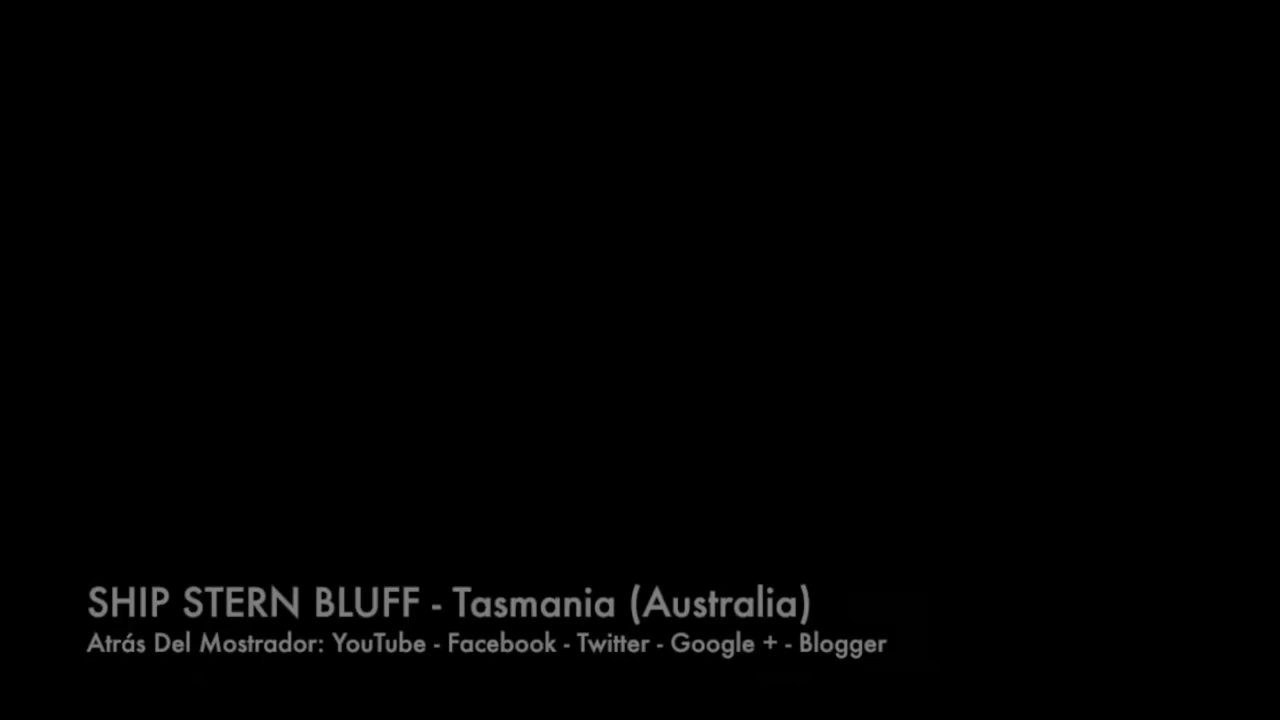 SHIP STERN BLUFF - Tasmania (Australia)
Atrás Del Mostrador: YouTube - Facebook - Twitter - Google + - Blogger